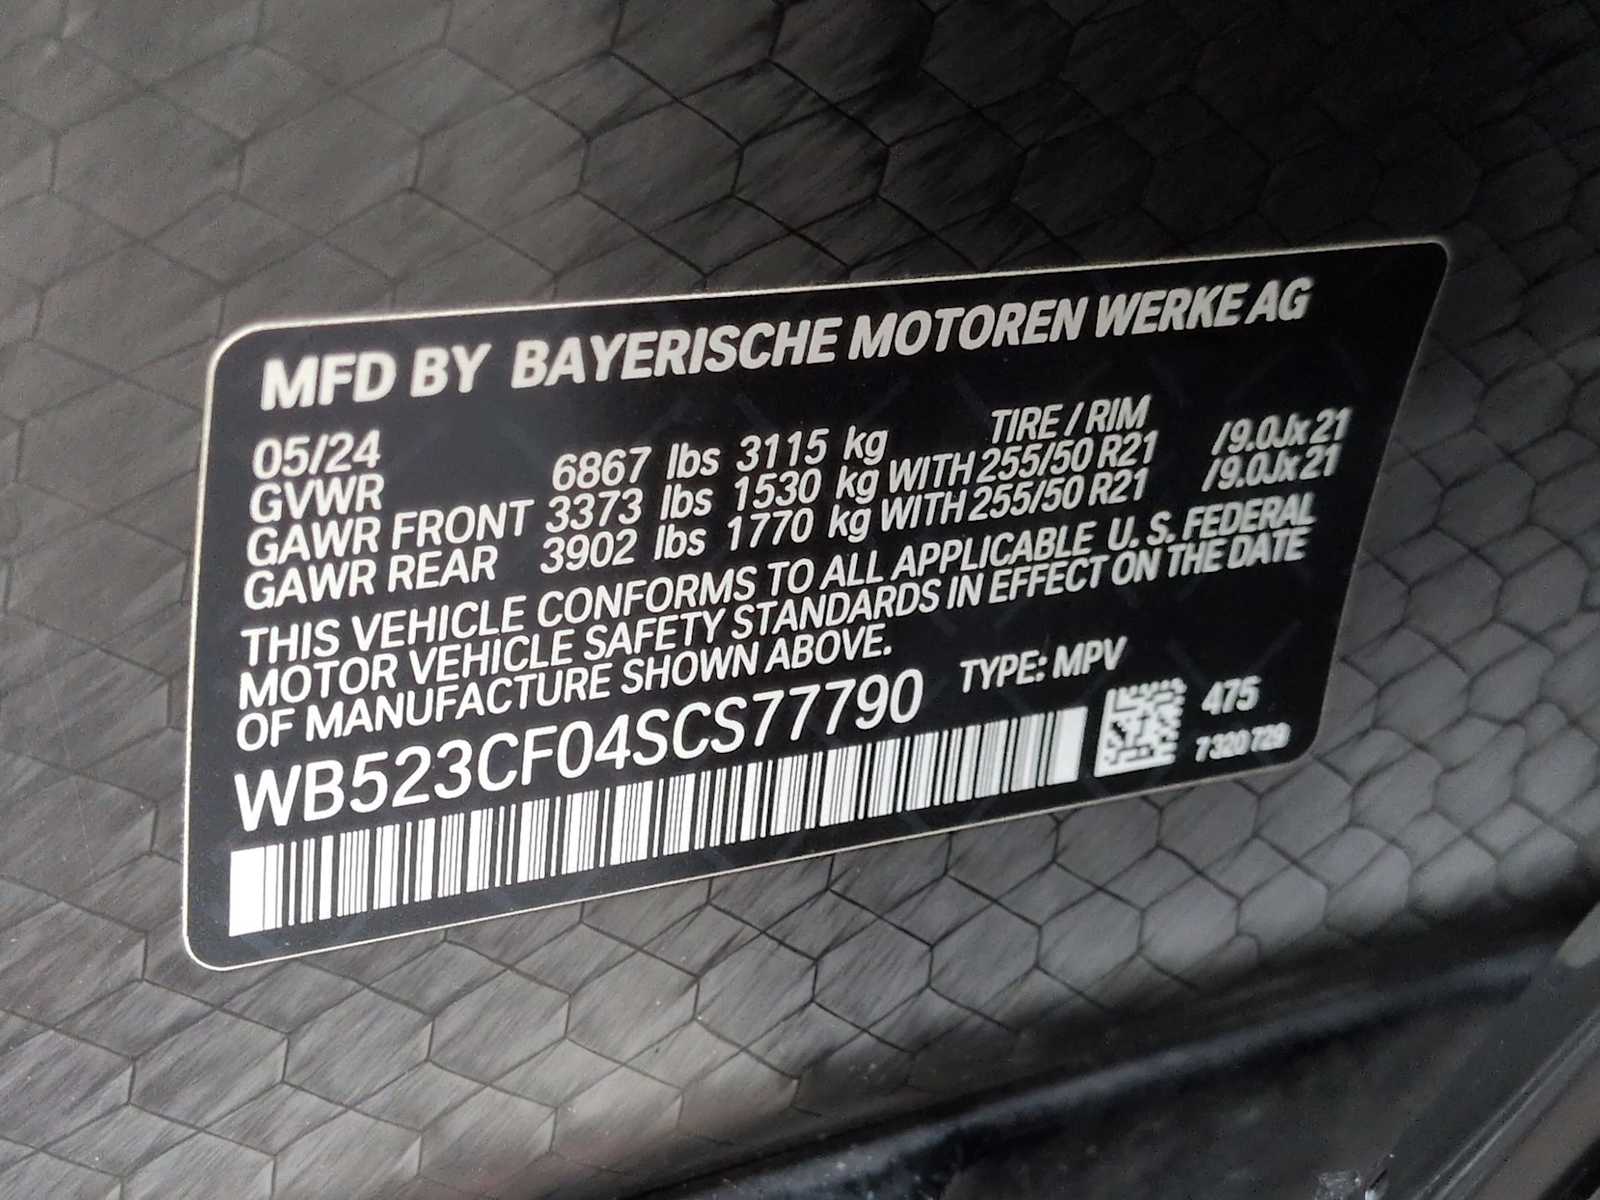 MFD BY BAYERISCHE MOTOREN WERKE AG
05/24 TIRE / RIM
GVWR 6867 lbs 3115 kg
GAWR FRONT 3373 lbs 1530 kg WITH 255/50 R21 /9.0Jx21
GAWR REAR 3902 lbs 1770 kg WITH 255/50 R21 /9.0Jx21
THIS VEHICLE CONFORMS TO ALL APPLICABLE U. S. FEDERAL
MOTOR VEHICLE SAFETY STANDARDS IN EFFECT ON THE DATE
OF MANUFACTURE SHOWN ABOVE.
WB523CF04SCS77790 TYPE: MPV
475
7 320 729